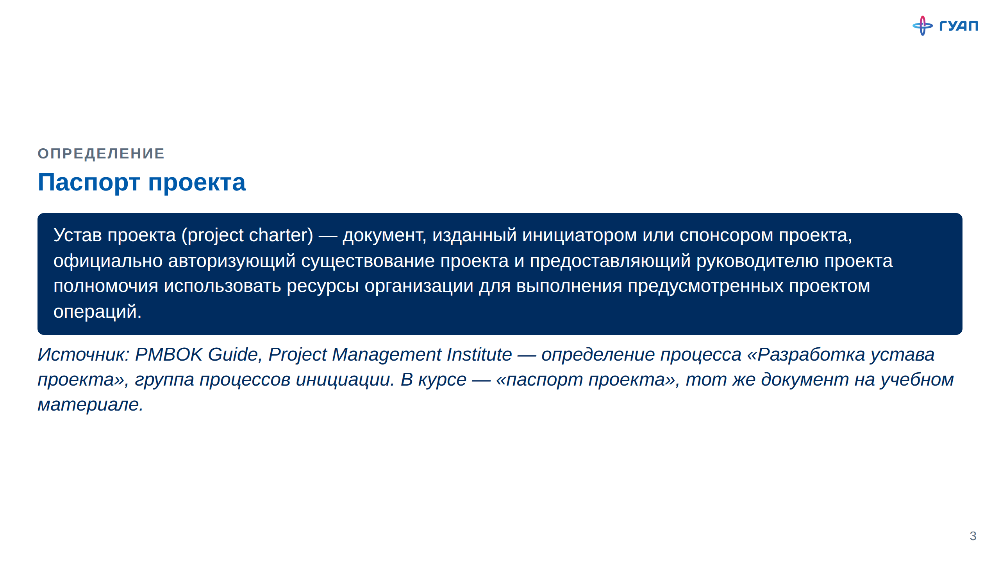 ГУАП
ОПРЕДЕЛЕНИЕ
Паспорт проекта
Устав проекта (project charter) — документ, изданный инициатором или спонсором проекта,
официально авторизующий существование проекта и предоставляющий руководителю проекта
полномочия использовать ресурсы организации для выполнения предусмотренных проектом
операций.
Источник: PMBOK Guide, Project Management Institute — определение процесса «Разработка устава
проекта», группа процессов инициации. В курсе — «паспорт проекта», тот же документ на учебном
материале.
3